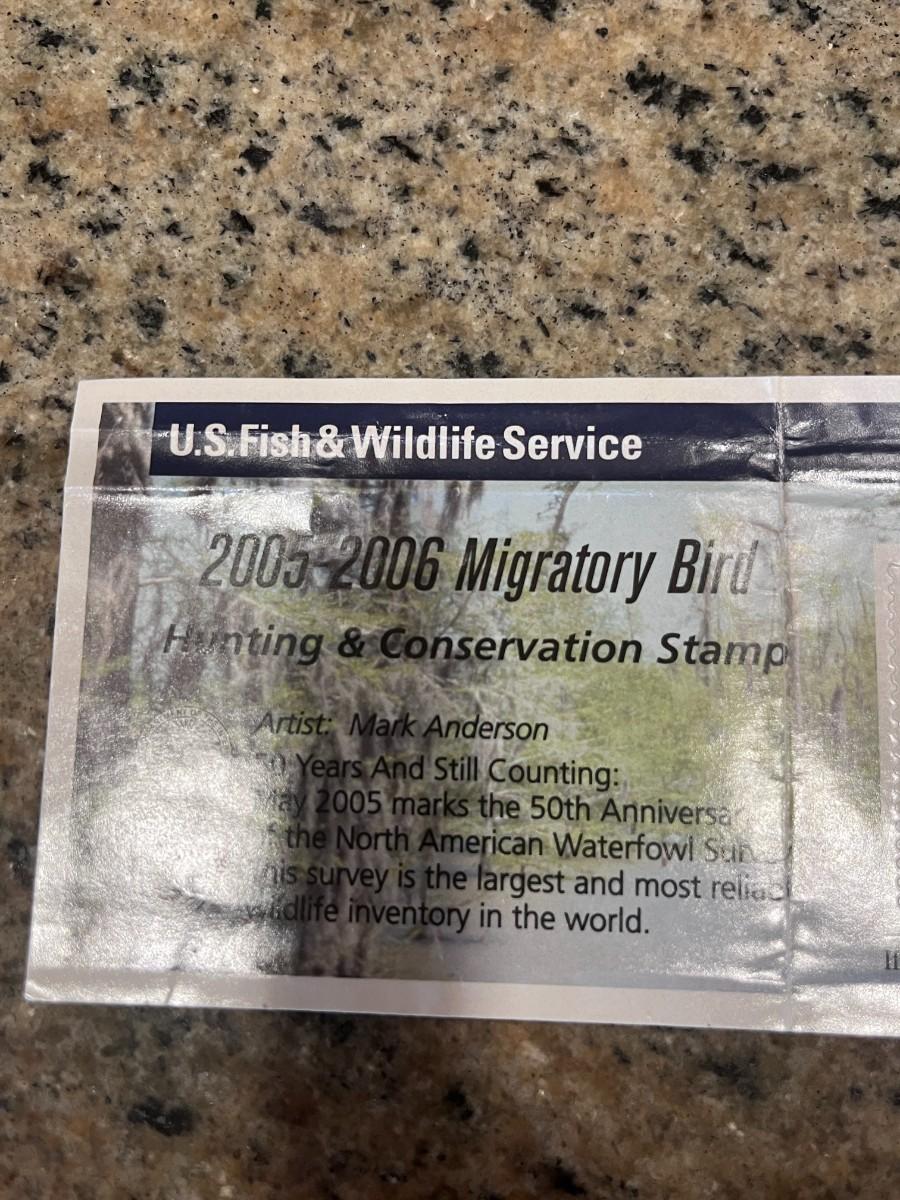 U.S.Fish & Wildlife Service
2005-2006 Migratory Bird
Hunting & Conservation Stamp
Artist: Mark Anderson
Years And Still Counting:
May 2005 marks the 50th
the North American Waterfowl
survey is the largest and most
wildlife inventory in the world.